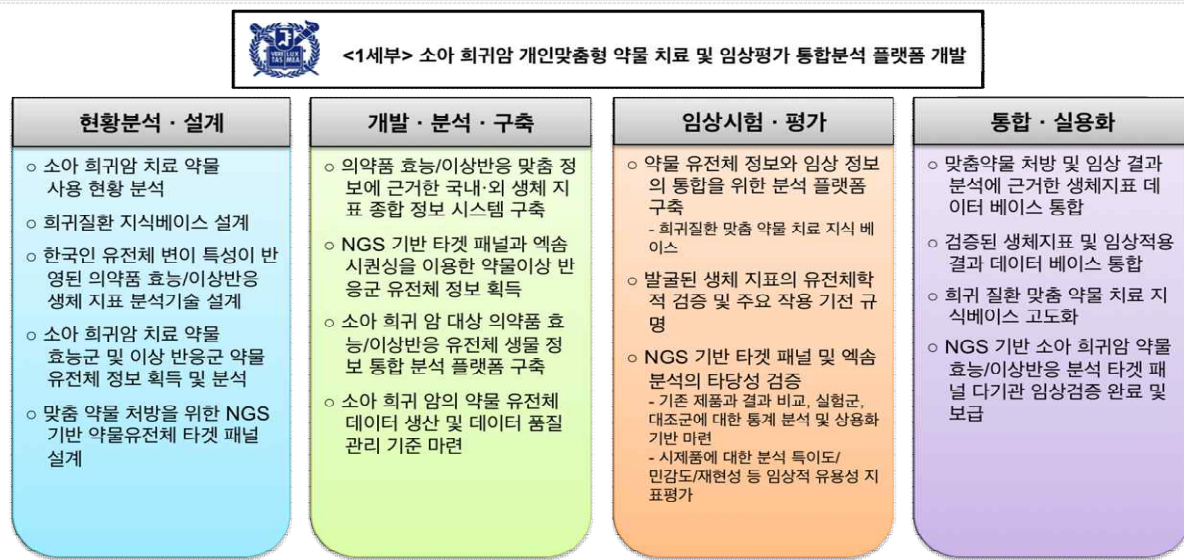 <1세부> 소아 희귀암 개인맞춤형 약물 치료 및 임상평가 통합분석 플랫폼 개발
현황분석 · 설계
○ 소아 희귀암 치료 약물
사용 현황 분석
○ 희귀질환 지식베이스 설계
○ 한국인 유전체 변이 특성이 반
영된 의약품 효능/이상반응
생체 지표 분석기술 설계
○ 소아 희귀암 치료 약물
효능군 및 이상 반응군 약물
유전체 정보 획득 및 분석
○ 맞춤 약물 처방을 위한 NGS
기반 약물유전체 타겟 패널
설계
개발 · 분석 · 구축
○ 의약품 효능/이상반응 맞춤 정
보에 근거한 국내·외 생체 지
표 종합 정보 시스템 구축
○ NGS 기반 타겟 패널과 엑솜
시퀀싱을 이용한 약물이상 반
응군 유전체 정보 획득
○ 소아 희귀 암 대상 의약품 효
능/이상반응 유전체 생물 정
보 통합 분석 플랫폼 구축
○ 소아 희귀 암의 약물 유전체
데이터 생산 및 데이터 품질
관리 기준 마련
임상시험 · 평가
○ 약물 유전체 정보와 임상 정보
의 통합을 위한 분석 플랫폼
구축
- 희귀질환 맞춤 약물 치료 지식 베
이스
○ 발굴된 생체 지표의 유전체학
적 검증 및 주요 작용 기전 규
명
○ NGS 기반 타겟 패널 및 엑솜
분석의 타당성 검증
- 기존 제품과 결과 비교, 실험군,
대조군에 대한 통계 분석 및 상용화
기반 마련
- 시제품에 대한 분석 특이도/
민감도/재현성 등 임상적 유용성 지
표평가
통합 · 실용화
○ 맞춤약물 처방 및 임상 결과
분석에 근거한 생체지표 데
이터 베이스 통합
○ 검증된 생체지표 및 임상적용
결과 데이터 베이스 통합
○ 희귀 질환 맞춤 약물 치료 지
식베이스 고도화
○ NGS 기반 소아 희귀암 약물
효능/이상반응 분석 타겟 패
널 다기관 임상검증 완료 및
보급